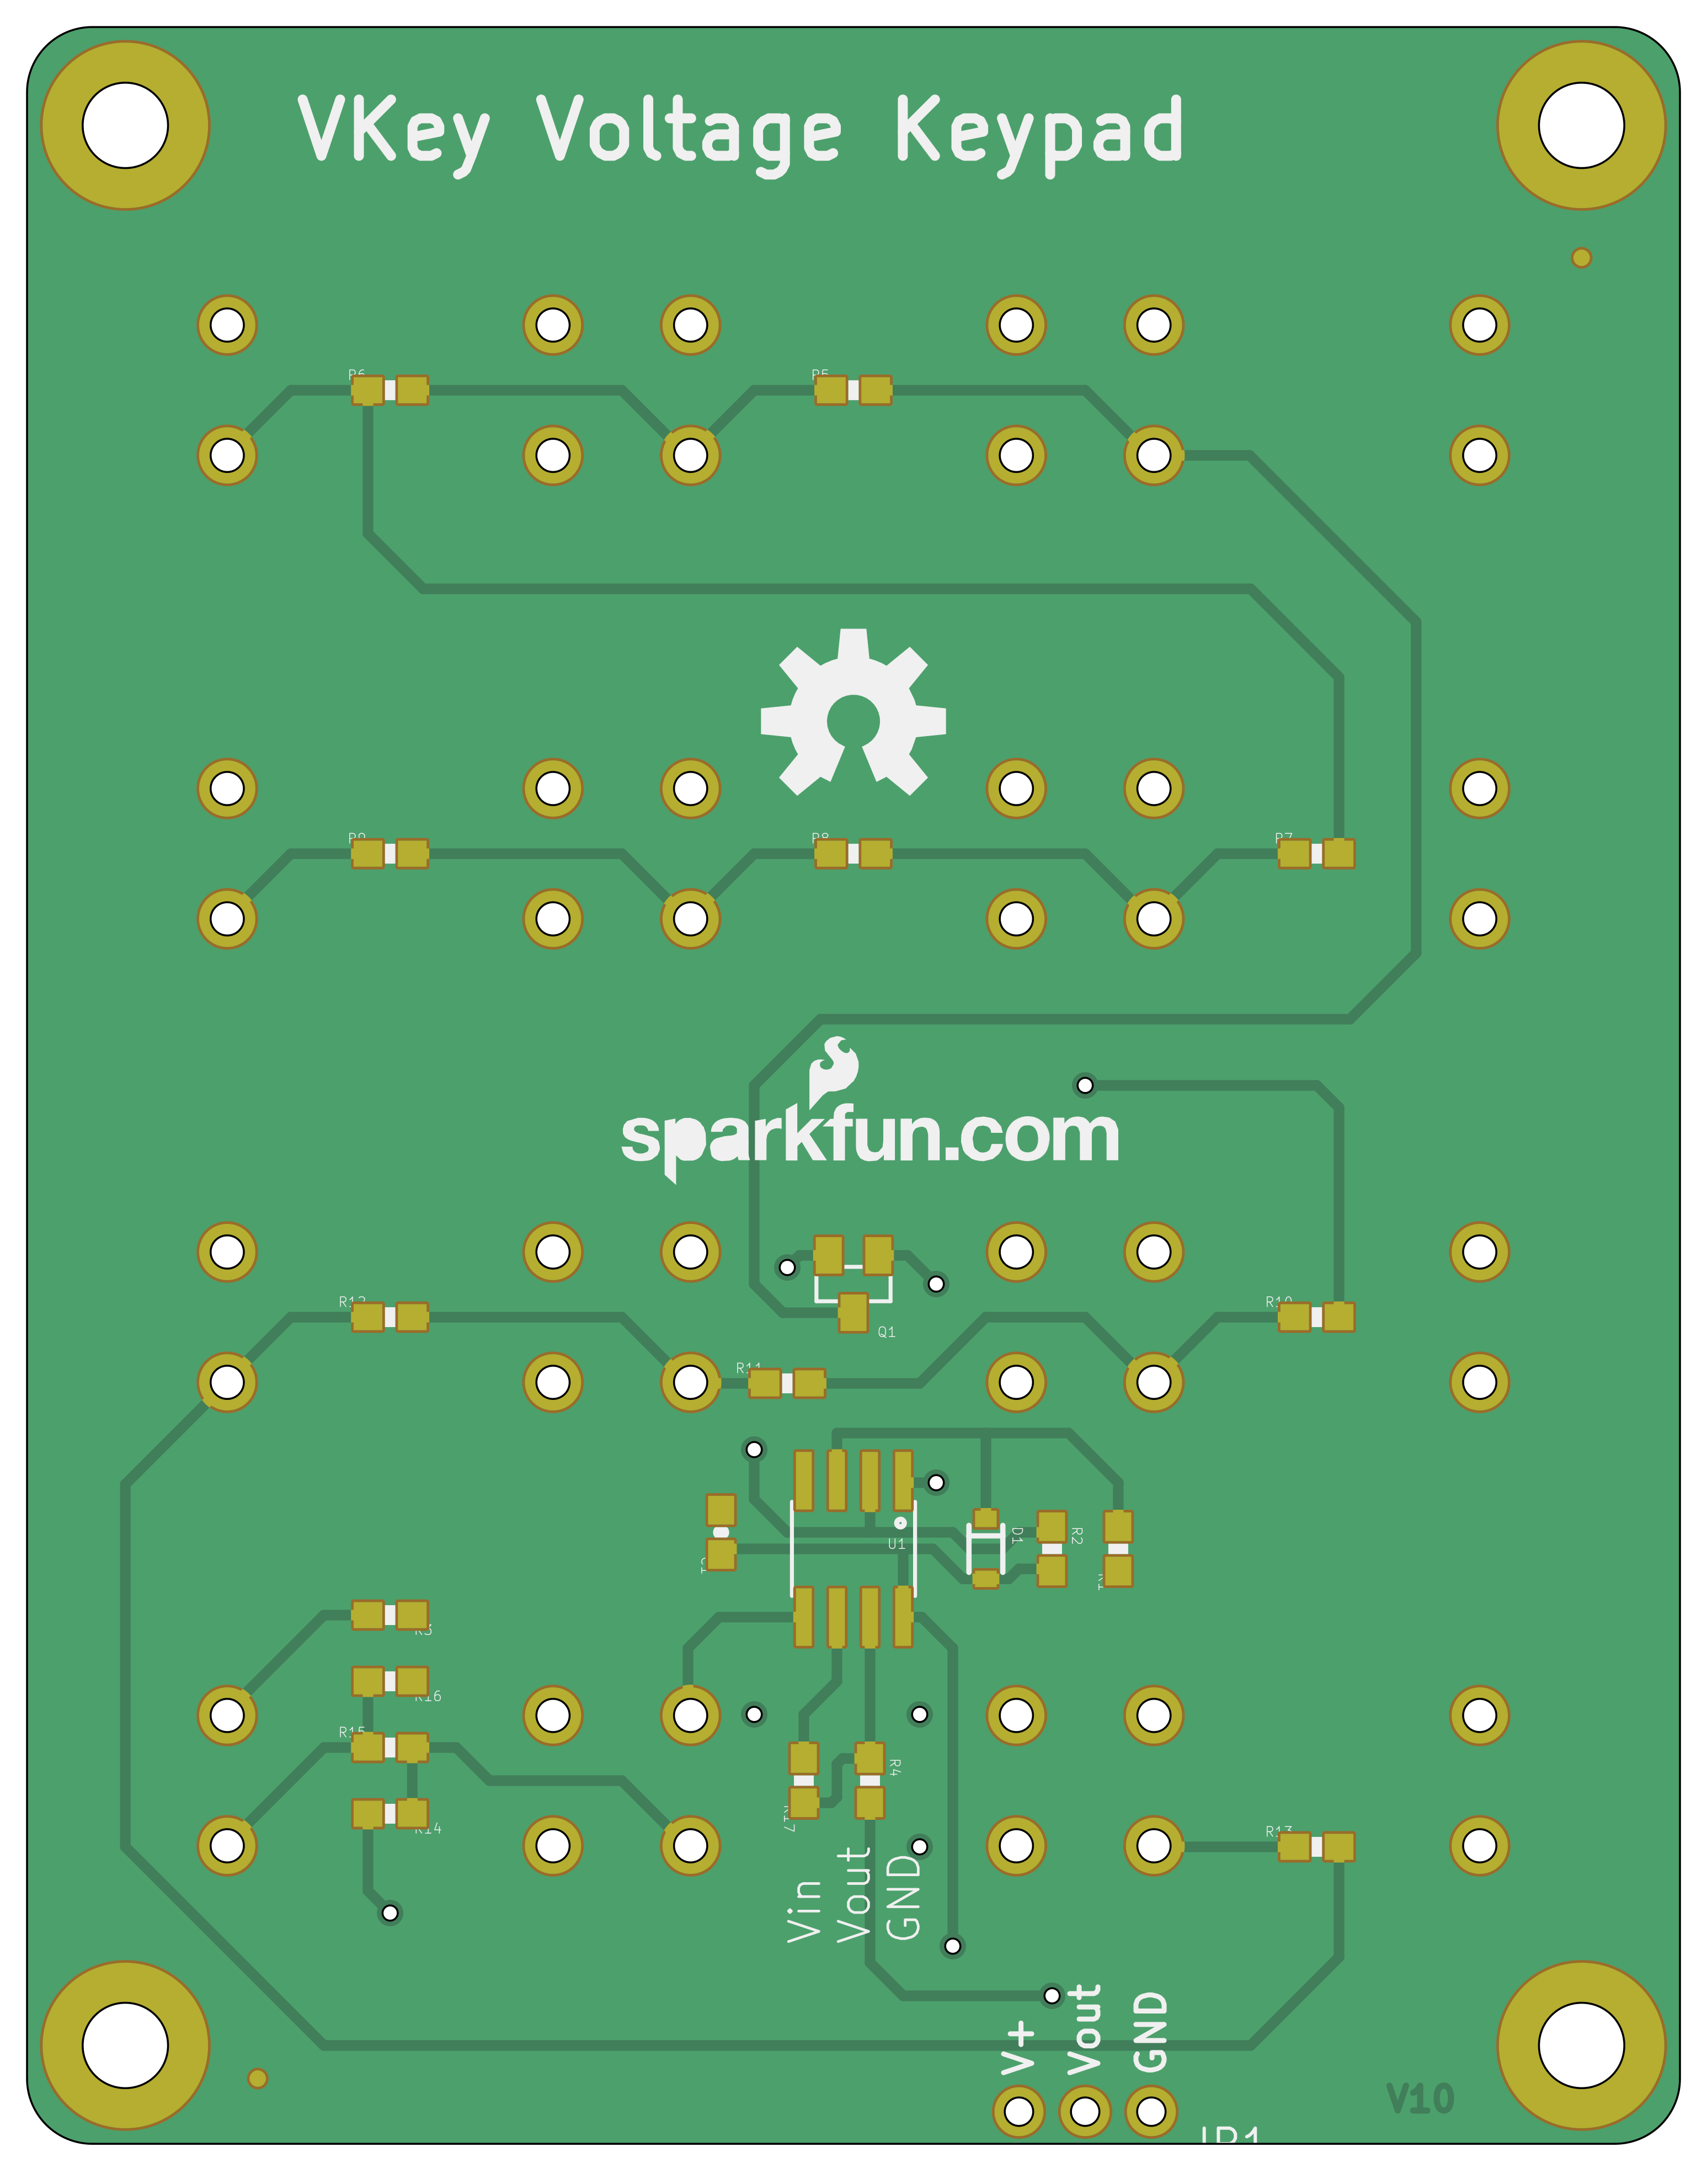 VKey Voltage Keypad
R6 R5
R9 R8 R7
sparkfun.com
R12 R10
Q1
R11
U1 D1 R2
R3
R16
R15
R4
R17
R14
R13
Vin
Vout
GND
V+
Vout
GND
V10
JP1